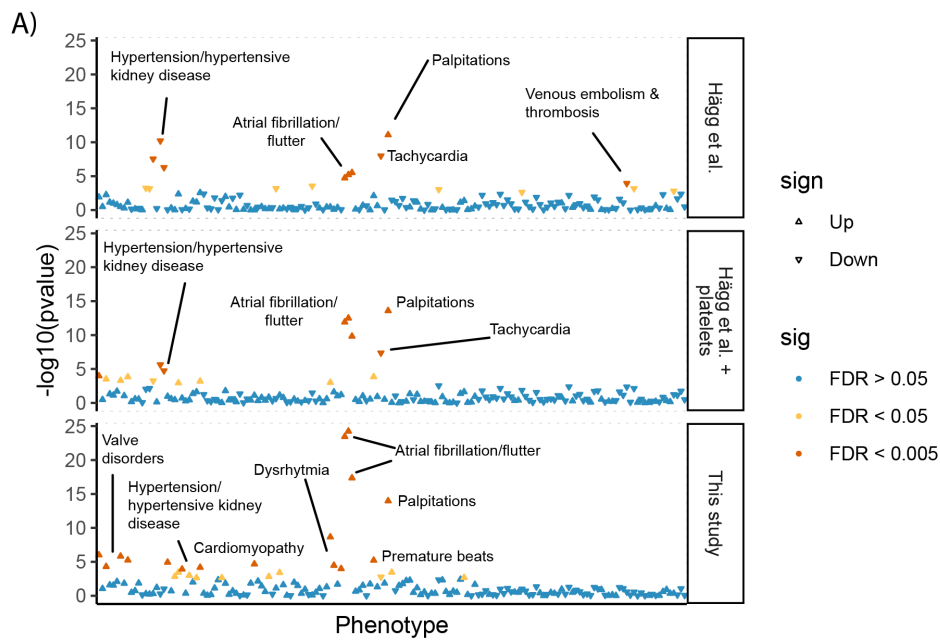 A)
25
20
15
10
5
0
Hypertension/hypertensive
kidney disease
Atrial fibrillation/
flutter
Palpitations
Tachycardia
Venous embolism &
thrombosis
Hägg et al.
25
20
15
10
5
0
Hypertension/hypertensive
kidney disease
Atrial fibrillation/
flutter
Palpitations
Tachycardia
Hägg et al. +
platelets
-log10(pvalue)
25
20
15
10
5
0
Valve
disorders
Hypertension/
hypertensive kidney
disease
Cardiomyopathy
Dysrhytmia
Atrial fibrillation/flutter
Palpitations
Premature beats
This study
Phenotype
sign
Up
Down
sig
FDR > 0.05
FDR < 0.05
FDR < 0.005